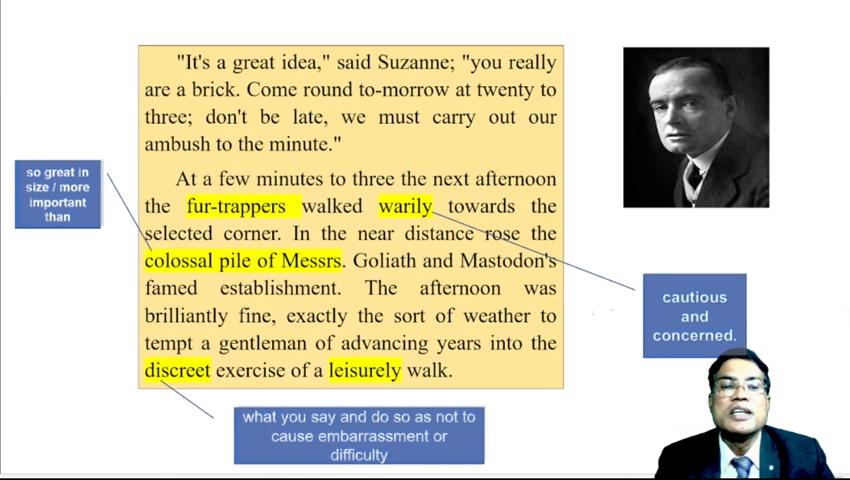 "It's a great idea," said Suzanne; "you really
are a brick. Come round to-morrow at twenty to
three; don't be late, we must carry out our
ambush to the minute."
At a few minutes to three the next afternoon
the fur-trappers walked warily towards the
selected corner. In the near distance rose the
colossal pile of Messrs. Goliath and Mastodon's
famed establishment. The afternoon was
brilliantly fine, exactly the sort of weather to
tempt a gentleman of advancing years into the
discreet exercise of a leisurely walk.
so great in
size / more
important
than
cautious
and
concerned.
what you say and do so as not to
cause embarrassment or
difficulty